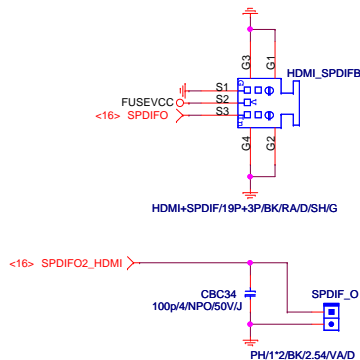 G3
G1
HDMI_SPDIFB
S1
FUSEVCC
S2
<16> SPDIFO
S3
G4
G2
HDMI+SPDIF/19P+3P/BK/RA/D/SH/G
<16> SPDIFO2_HDMI
CBC34
100p/4/NPO/50V/J
SPDIF_O
PH/1*2/BK/2.54/VA/D